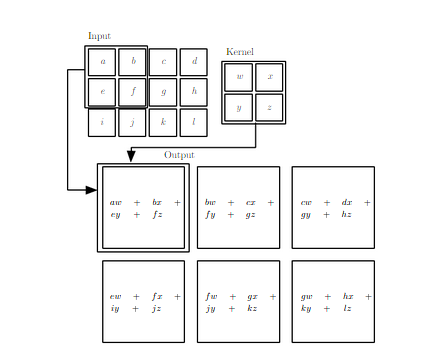 Input
Kernel
a b c d
w x
e f g h
y z
i j k l
Output
aw + bx +
ey + fz
bw + cx +
fy + gz
cw + dx +
gy + hz
ew + fx +
iy + jz
fw + gx +
jy + kz
gw + hx +
ky + lz